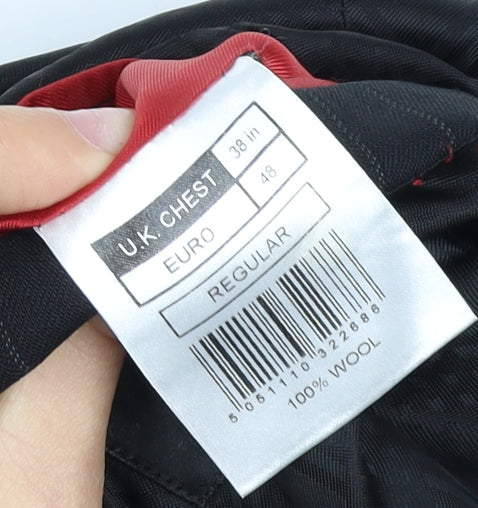 U.K. CHEST 38 in
EURO 48
REGULAR
5 051110 322686
100% WOOL